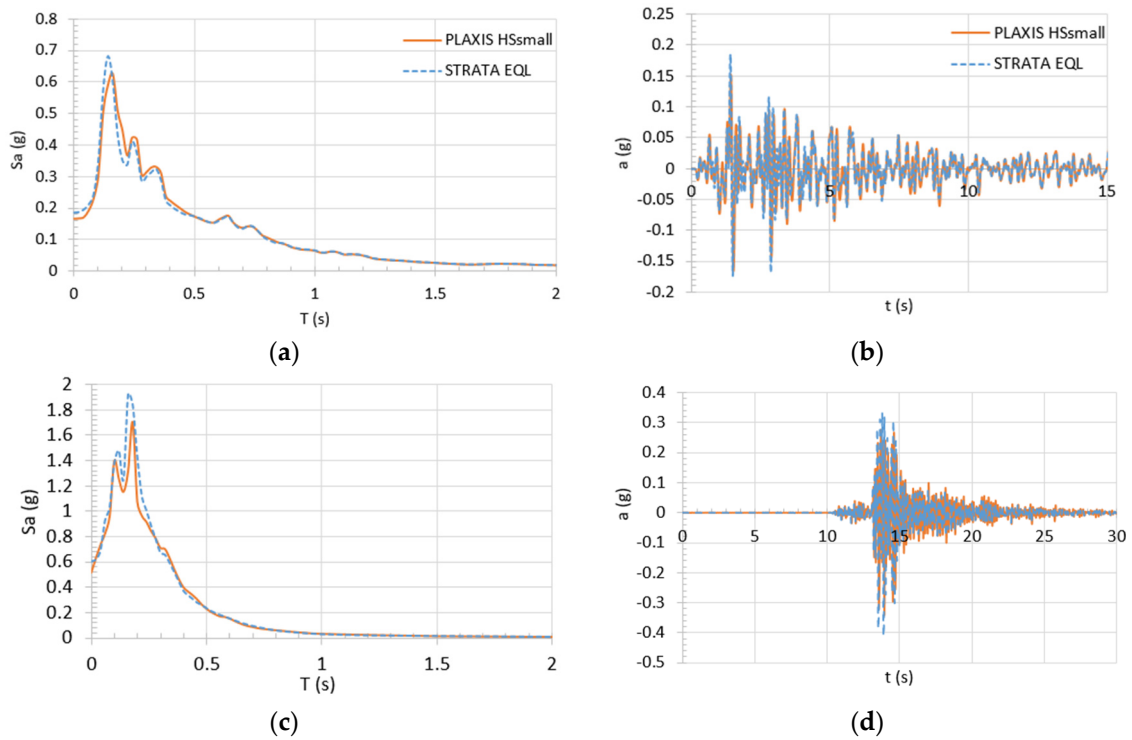 0.8
0.7
0.6
0.5
0.4
0.3
0.2
0.1
0
Sa (g)
PLAXIS HSsmall
STRATA EQL
0 0.5 1 1.5 2
T (s)
(a)
0.25
0.2
0.15
0.1
0.05
0
-0.05
-0.1
-0.15
-0.2
a (g)
PLAXIS HSsmall
STRATA EQL
0 5 10 15
t (s)
(b)
2
1.8
1.6
1.4
1.2
1
0.8
0.6
0.4
0.2
0
Sa (g)
0 0.5 1 1.5 2
T (s)
(c)
0.4
0.3
0.2
0.1
0
-0.1
-0.2
-0.3
-0.4
-0.5
a (g)
0 5 10 15 20 25 30
t (s)
(d)